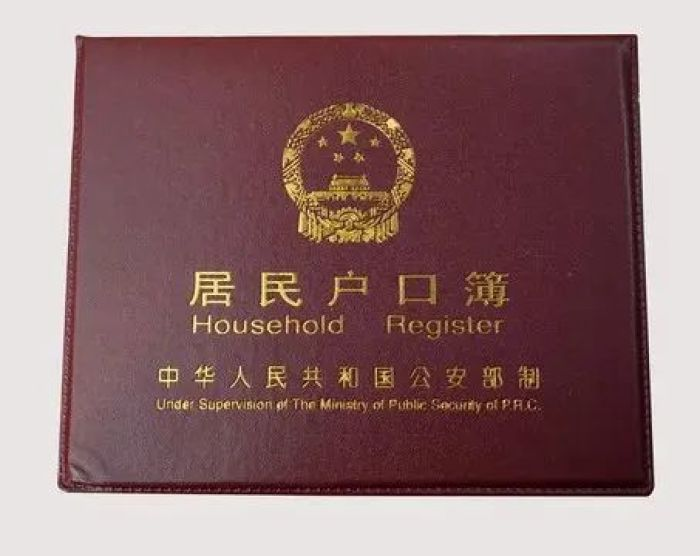 居民户口簿
Household Register
中华人民共和国公安部制
Under Supervision of The Ministry of Public Security of P.R.C.